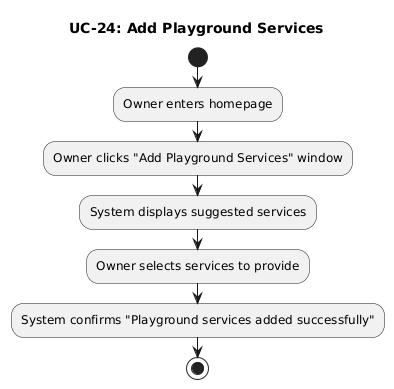 UC-24: Add Playground Services
Owner enters homepage
Owner clicks "Add Playground Services" window
System displays suggested services
Owner selects services to provide
System confirms "Playground services added successfully"